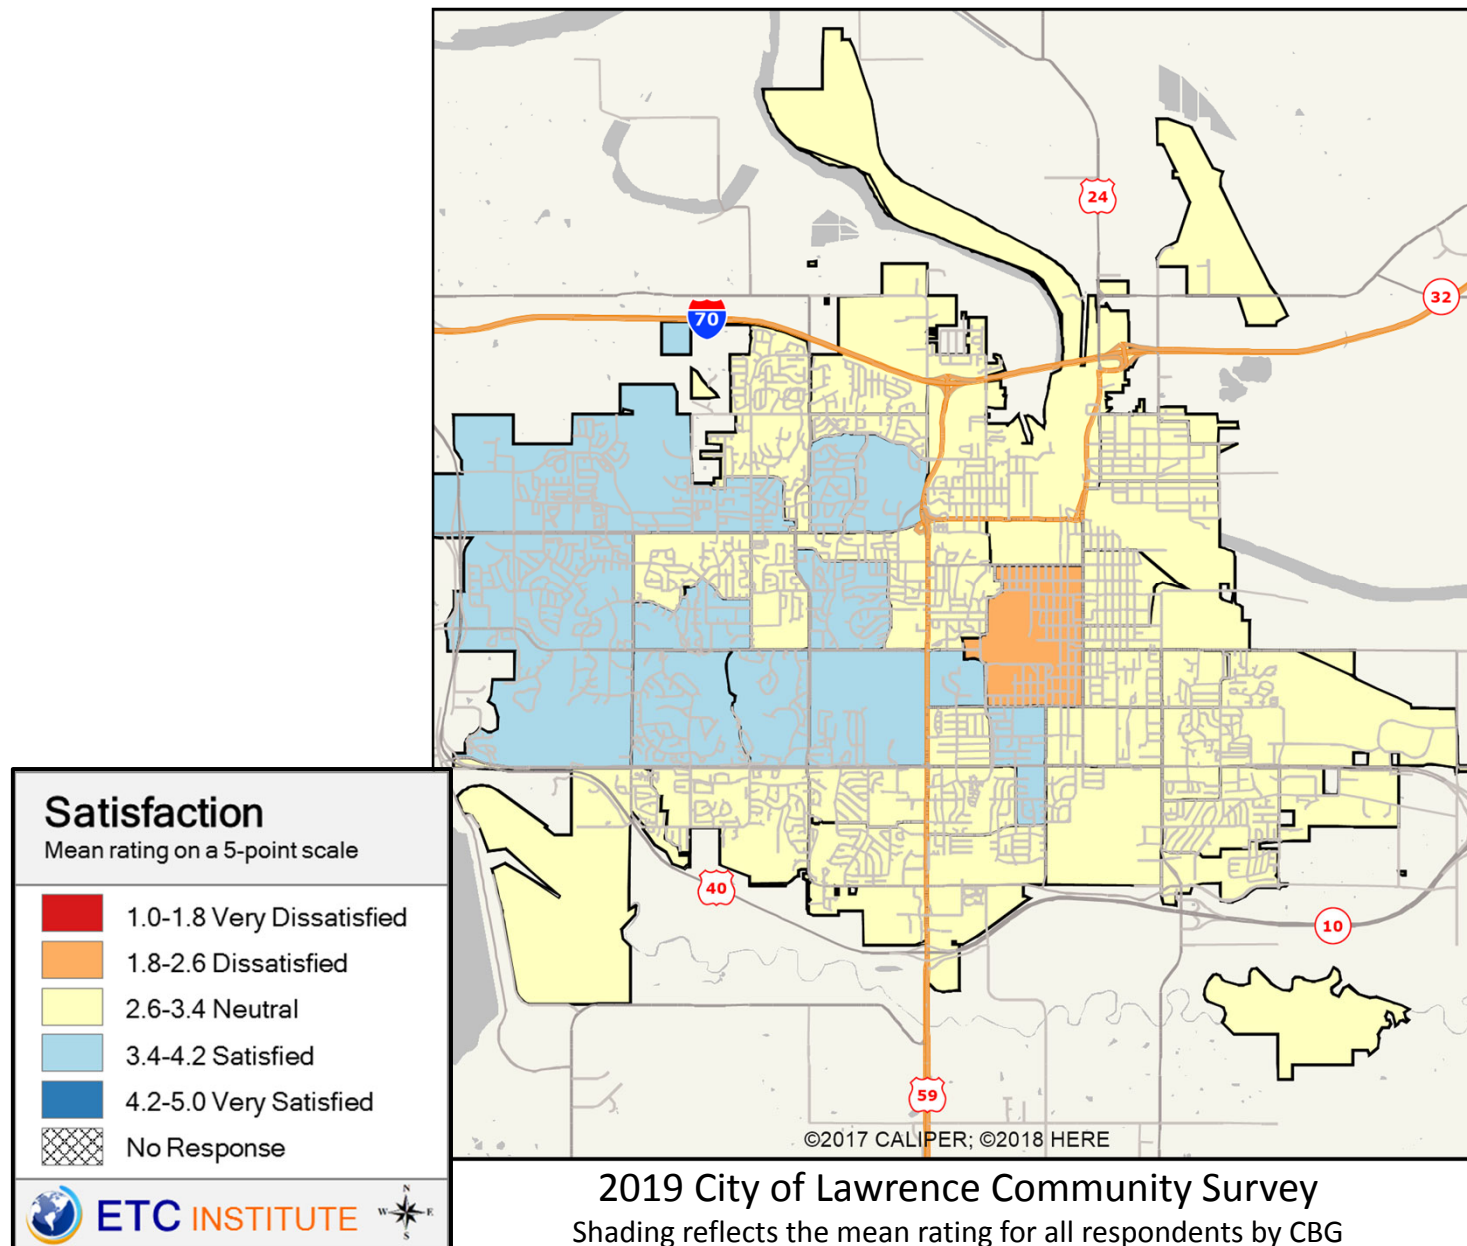 24
32
70
40
10
59
©2017 CALIPER; ©2018 HERE
Satisfaction
Mean rating on a 5-point scale
1.0-1.8 Very Dissatisfied
1.8-2.6 Dissatisfied
2.6-3.4 Neutral
3.4-4.2 Satisfied
4.2-5.0 Very Satisfied
No Response
ETC INSTITUTE
N
W E
S
2019 City of Lawrence Community Survey
Shading reflects the mean rating for all respondents by CBG